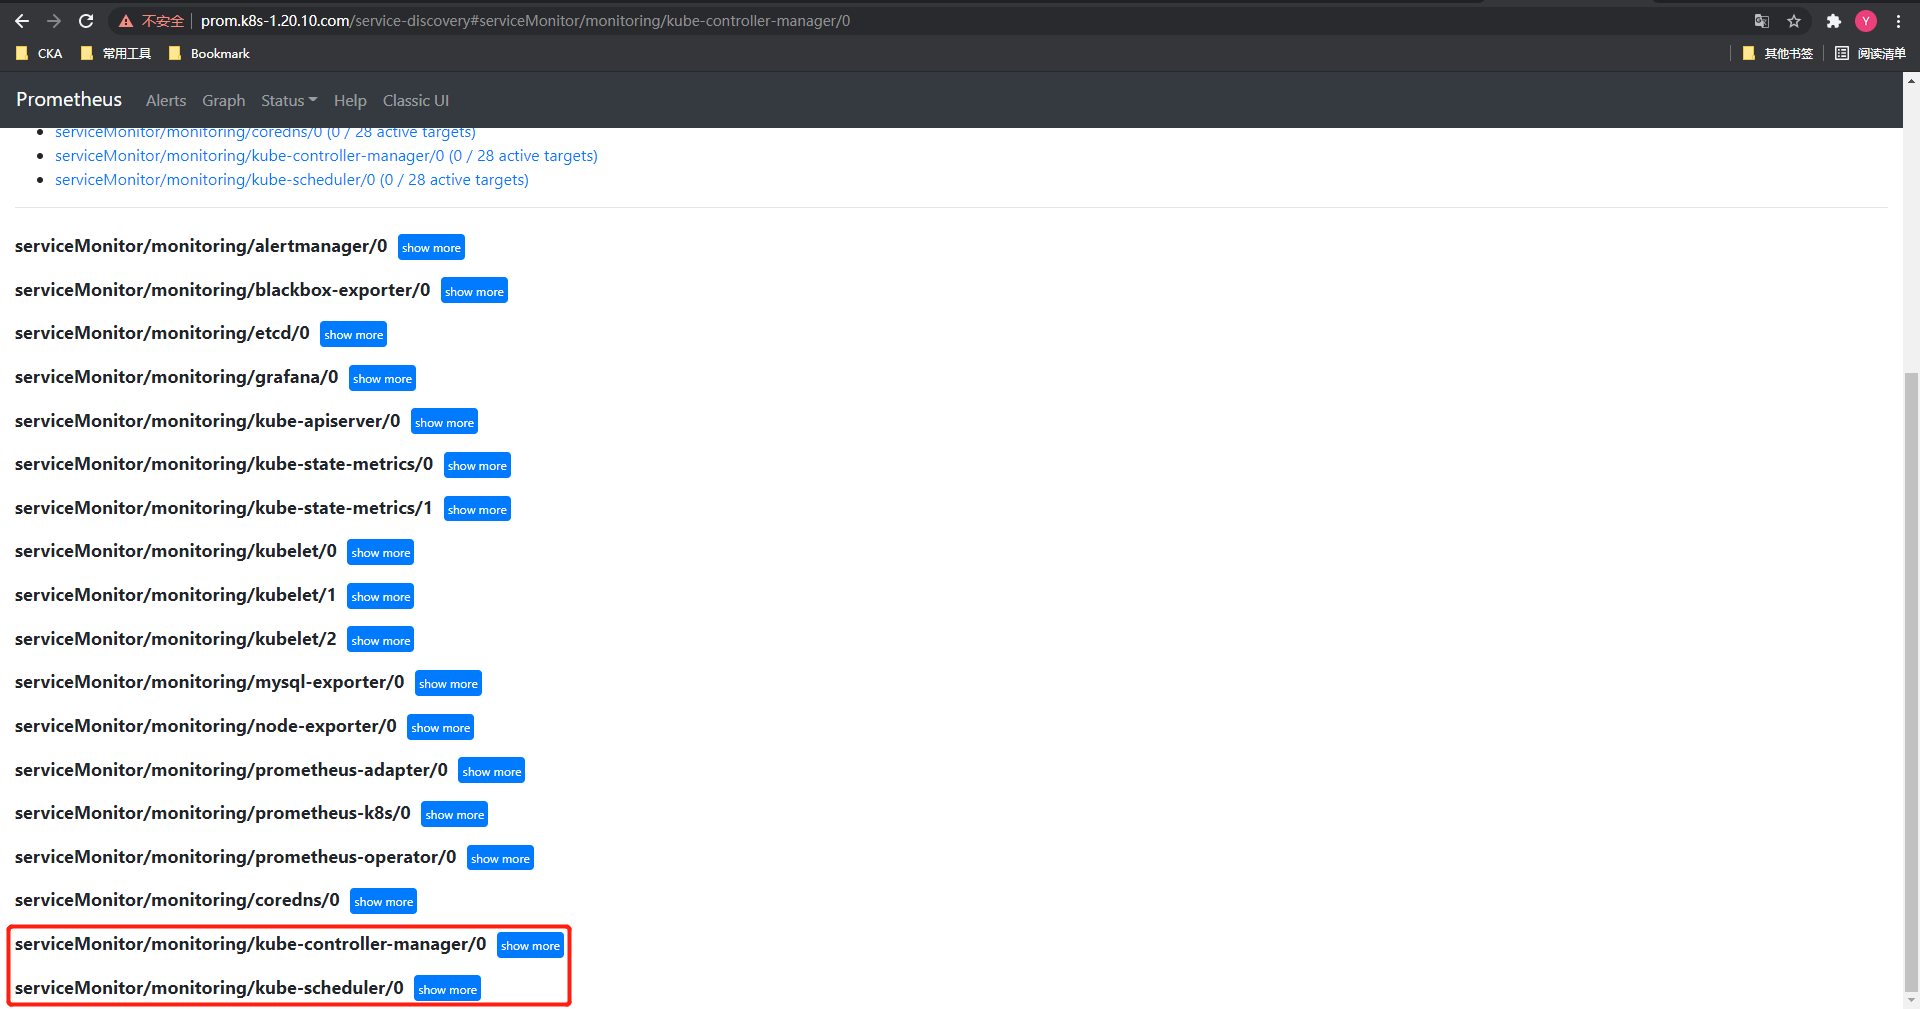 不安全 prom.k8s-1.20.10.com/service-discovery#serviceMonitor/monitoring/kube-controller-manager/0 Y
CKA 常用工具 Bookmark 其他书签 阅读清单
Prometheus Alerts Graph Status Help Classic UI
serviceMonitor/monitoring/coredns/0 (0 / 28 active targets)
serviceMonitor/monitoring/kube-controller-manager/0 (0 / 28 active targets)
serviceMonitor/monitoring/kube-scheduler/0 (0 / 28 active targets)
serviceMonitor/monitoring/alertmanager/0 show more
serviceMonitor/monitoring/blackbox-exporter/0 show more
serviceMonitor/monitoring/etcd/0 show more
serviceMonitor/monitoring/grafana/0 show more
serviceMonitor/monitoring/kube-apiserver/0 show more
serviceMonitor/monitoring/kube-state-metrics/0 show more
serviceMonitor/monitoring/kube-state-metrics/1 show more
serviceMonitor/monitoring/kubelet/0 show more
serviceMonitor/monitoring/kubelet/1 show more
serviceMonitor/monitoring/kubelet/2 show more
serviceMonitor/monitoring/mysql-exporter/0 show more
serviceMonitor/monitoring/node-exporter/0 show more
serviceMonitor/monitoring/prometheus-adapter/0 show more
serviceMonitor/monitoring/prometheus-k8s/0 show more
serviceMonitor/monitoring/prometheus-operator/0 show more
serviceMonitor/monitoring/coredns/0 show more
serviceMonitor/monitoring/kube-controller-manager/0 show more
serviceMonitor/monitoring/kube-scheduler/0 show more